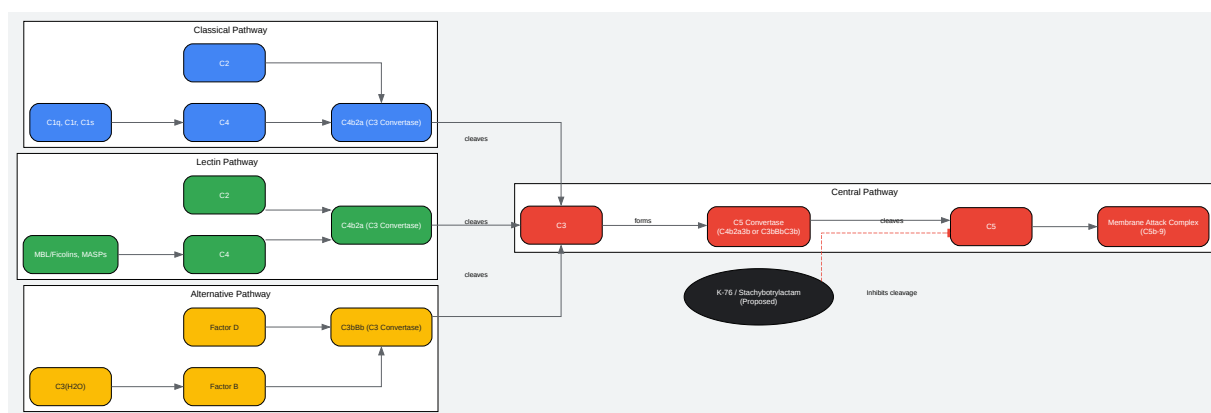 Classical Pathway
C2
C1q, C1r, C1s
C4
C4b2a (C3 Convertase)
cleaves
Lectin Pathway
C2
C4b2a (C3 Convertase)
MBL/Ficolins, MASPs
C4
cleaves
Alternative Pathway
Factor D
C3bBb (C3 Convertase)
C3(H2O)
Factor B
cleaves
Central Pathway
C3
forms
C5 Convertase
(C4b2a3b or C3bBbC3b)
cleaves
C5
Membrane Attack Complex
(C5b-9)
K-76 / Stachybotrylactam
(Proposed)
Inhibits cleavage